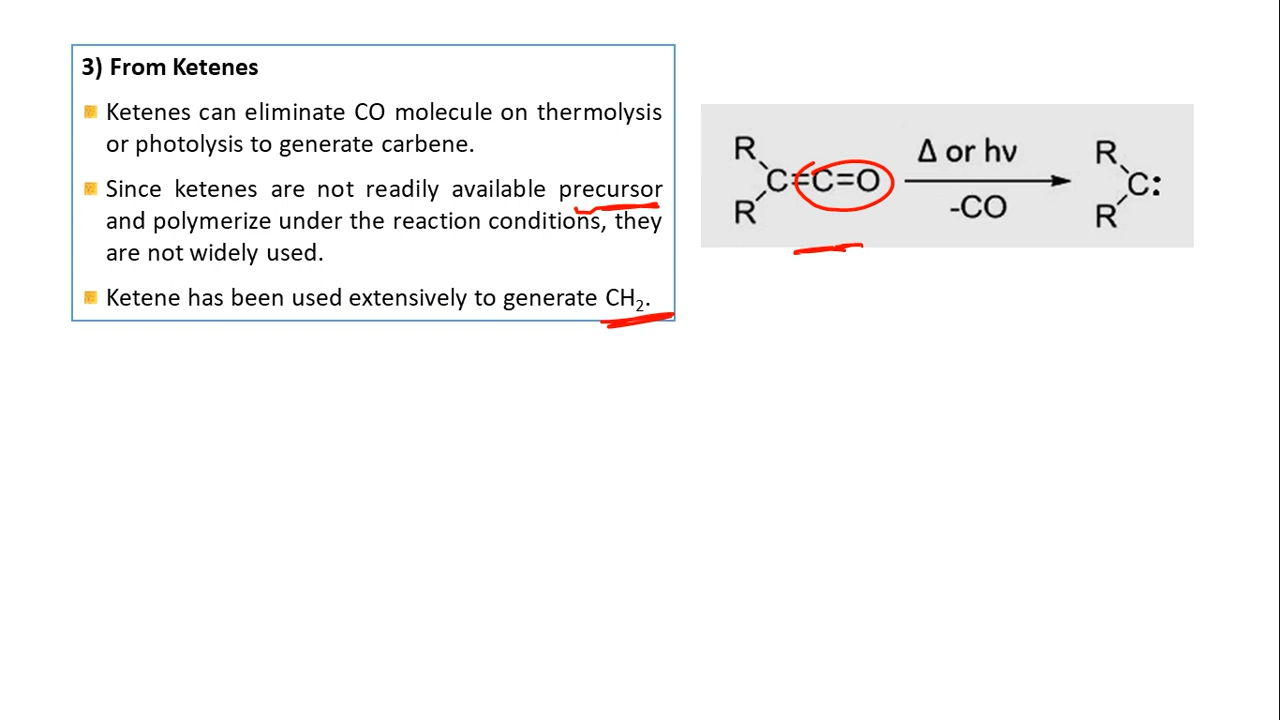 3) From Ketenes
Ketenes can eliminate CO molecule on thermolysis
or photolysis to generate carbene.
Since ketenes are not readily available precursor
and polymerize under the reaction conditions, they
are not widely used.
Ketene has been used extensively to generate CH₂.
R
C=C=O
R
Δ or hν
-CO
R
C:
R